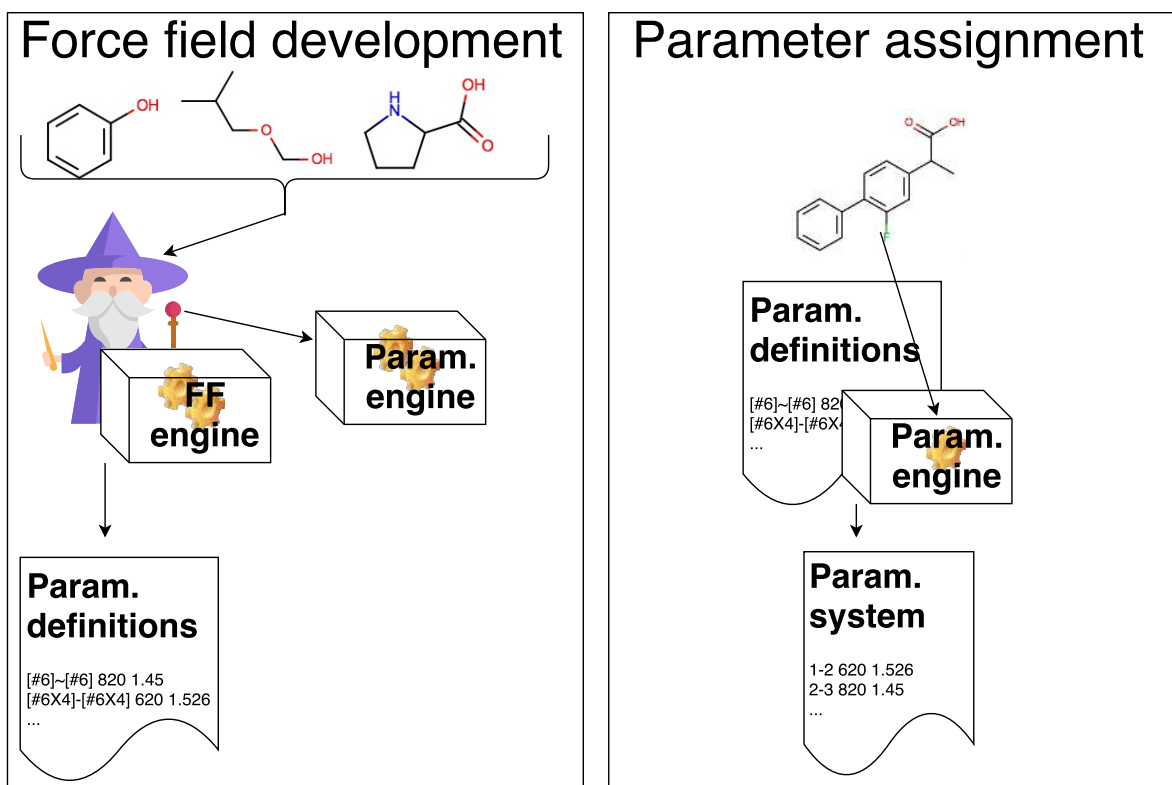 Force field development
OH
O
OH
H
N
OH
O
FF
engine
Param.
engine
Param.
definitions
[#6]~[#6] 820 1.45
[#6X4]-[#6X4] 620 1.526
...
Parameter assignment
O
OH
F
Param.
definitions
[#6]~[#6] 820
[#6X4]-[#6X4
...
Param.
engine
Param.
system
1-2 620 1.526
2-3 820 1.45
...